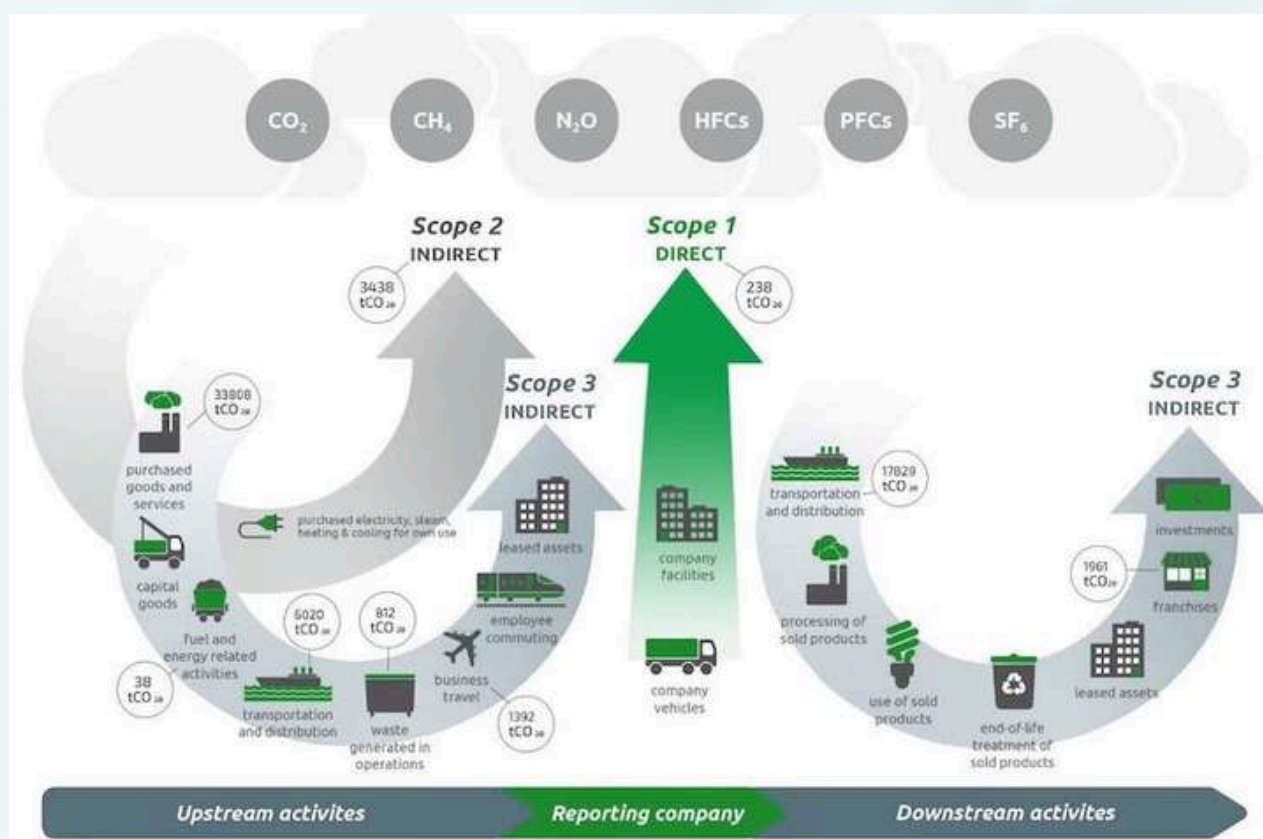 CO₂
CH₄
N₂O
HFCs
PFCs
SF₆
Scope 2
INDIRECT
3438
tCO₂e
Scope 1
DIRECT
238
tCO₂e
Scope 3
INDIRECT
Scope 3
INDIRECT
33808
tCO₂e
purchased
goods and
services
capital
goods
fuel and
energy related
activities
38
tCO₂e
purchased electricity, steam,
heating & cooling for own use
5020
tCO₂e
transportation
and distribution
812
tCO₂e
waste
generated in
operations
business
travel
1392
tCO₂e
employee
commuting
leased assets
company
facilities
company
vehicles
transportation
and distribution
17829
tCO₂e
processing of
sold products
use of sold
products
end-of-life
treatment of
sold products
leased assets
1961
tCO₂e
franchises
investments
Upstream activites
Reporting company
Downstream activites